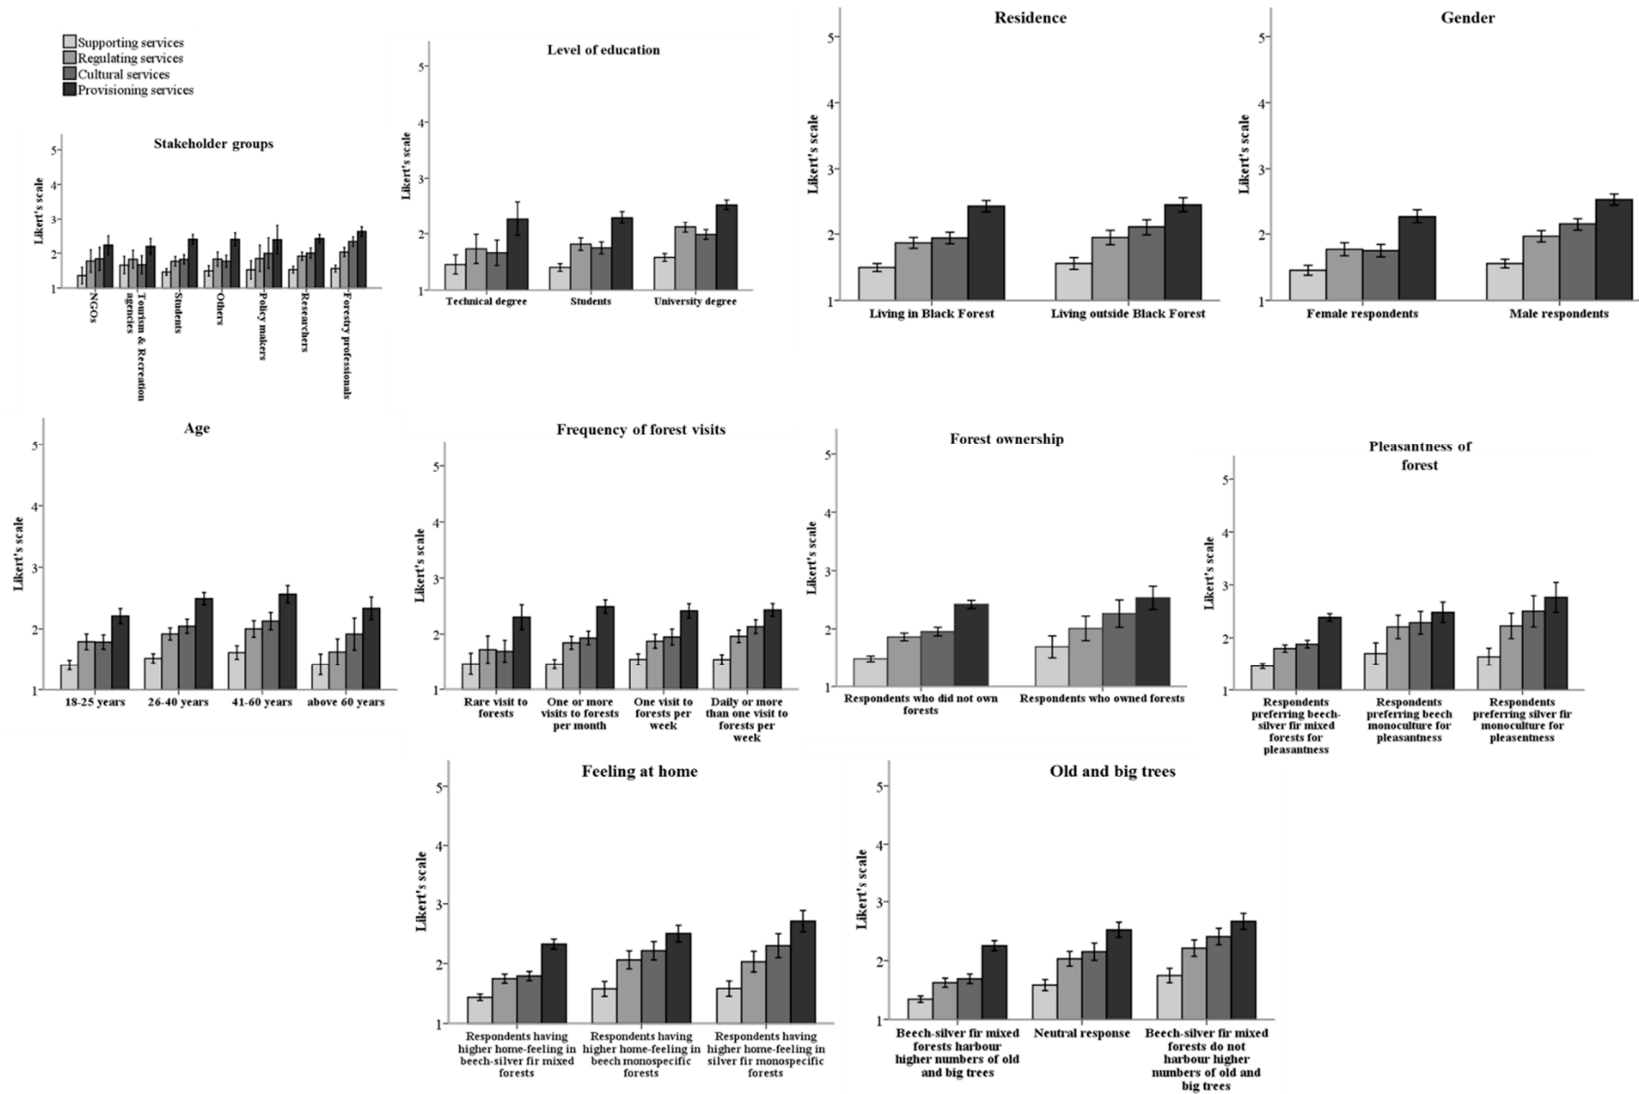 Supporting services
Regulating services
Cultural services
Provisioning services
Stakeholder groups
Likert's scale
5
4
3
2
1
NGOs
Tourism & Recreation
agencies
Students
Others
Policy makers
Researchers
Forestry professionals
Level of education
Likert's scale
5
4
3
2
1
Technical degree
Students
University degree
Residence
Likert's scale
5
4
3
2
1
Living in Black Forest
Living outside Black Forest
Gender
Likert's scale
5
4
3
2
1
Female respondents
Male respondents
Age
Likert's scale
5
4
3
2
1
18-25 years
26-40 years
41-60 years
above 60 years
Frequency of forest visits
Likert's scale
5
4
3
2
1
Rare visit to
forests
One or more
visits to forests
per month
One visit to
forests per
week
Daily or more
than one visit to
forests per
week
Forest ownership
Likert's scale
5
4
3
2
1
Respondents who did not own
forests
Respondents who owned forests
Pleasantness of
forest
Likert's scale
5
4
3
2
1
Respondents
preferring beech-
silver fir mixed
forests for
pleasantness
Respondents
preferring beech
monoculture for
pleasantness
Respondents
preferring silver fir
monoculture for
pleasentness
Feeling at home
Likert's scale
5
4
3
2
1
Respondents having
higher home-feeling in
beech-silver fir mixed
forests
Respondents having
higher home-feeling in
beech monospecific
forests
Respondents having
higher home-feeling in
silver fir monospecific
forests
Old and big trees
Likert's scale
5
4
3
2
1
Beech-silver fir mixed
forests harbour
higher numbers of old
and big trees
Neutral response
Beech-silver fir mixed
forests do not
harbour higher
numbers of old and
big trees